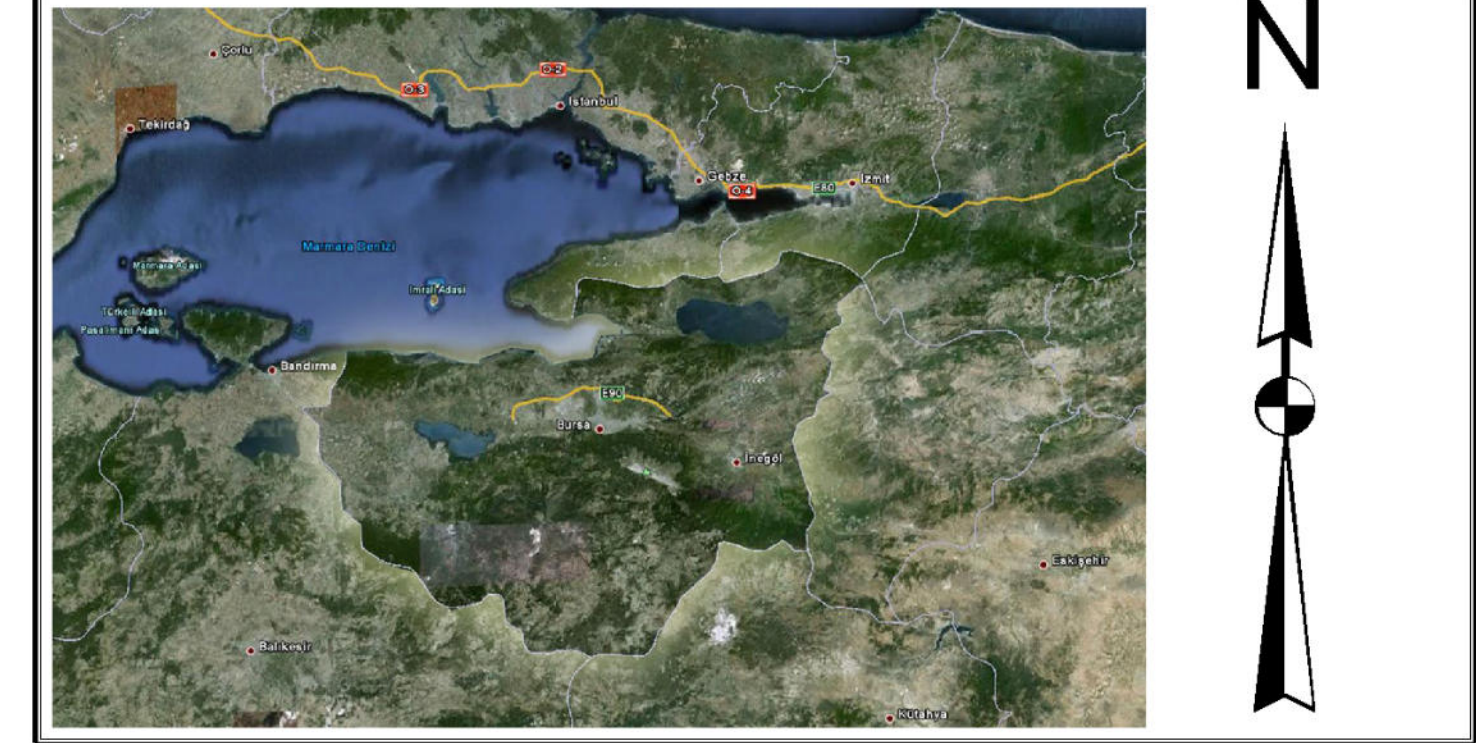 N
Çorlu
O-2
O-3
İstanbul
Tekirdağ
Gebze
O-4
E80
İzmit
Marmara Denizi
Marmara Adası
İmralı Adası
Türkeli Adası
Paşalimanı Adası
Bandırma
E90
Bursa
İnegöl
Eskişehir
Balıkesir
Kütahya